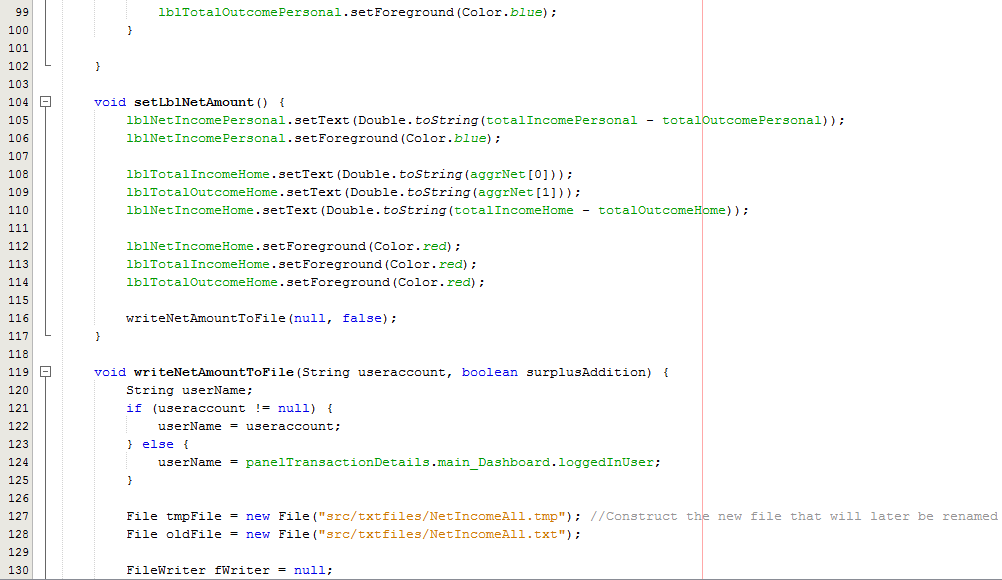 99 lblTotalOutcomePersonal.setForeground(Color.blue);
100 }
101
102 }
103
104 void setLblNetAmount() {
105 lblNetIncomePersonal.setText(Double.toString(totalIncomePersonal - totalOutcomePersonal));
106 lblNetIncomePersonal.setForeground(Color.blue);
107
108 lblTotalIncomeHome.setText(Double.toString(aggrNet[0]));
109 lblTotalOutcomeHome.setText(Double.toString(aggrNet[1]));
110 lblNetIncomeHome.setText(Double.toString(totalIncomeHome - totalOutcomeHome));
111
112 lblNetIncomeHome.setForeground(Color.red);
113 lblTotalIncomeHome.setForeground(Color.red);
114 lblTotalOutcomeHome.setForeground(Color.red);
115
116 writeNetAmountToFile(null, false);
117 }
118
119 void writeNetAmountToFile(String useraccount, boolean surplusAddition) {
120 String userName;
121 if (useraccount != null) {
122 userName = useraccount;
123 } else {
124 userName = panelTransactionDetails.main_Dashboard.loggedInUser;
125 }
126
127 File tmpFile = new File("src/txtfiles/NetIncomeAll.tmp"); //Construct the new file that will later be renamed
128 File oldFile = new File("src/txtfiles/NetIncomeAll.txt");
129
130 FileWriter fWriter = null;